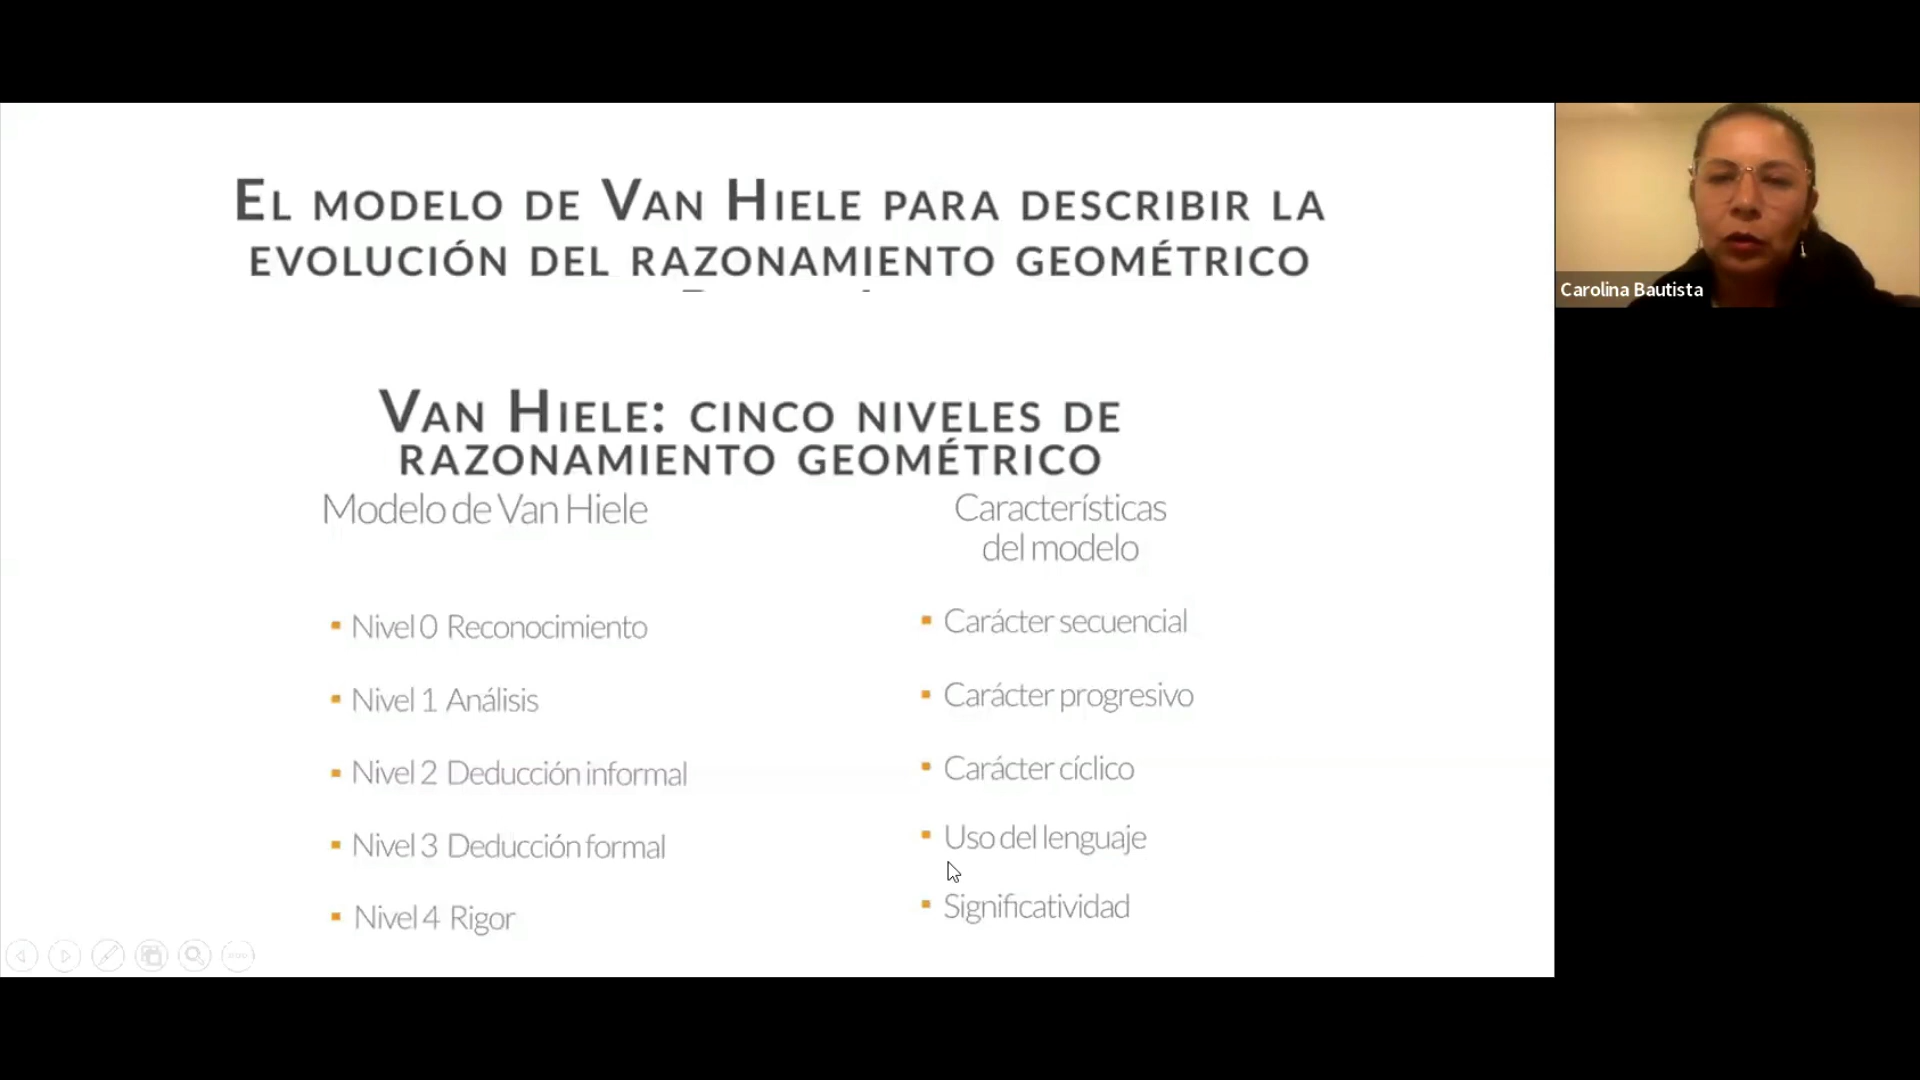 El modelo de Van Hiele para describir la
evolución del razonamiento geométrico
Van Hiele: cinco niveles de
razonamiento geométrico
Modelo de Van Hiele
Características
del modelo
Nivel 0 Reconocimiento
Nivel 1 Análisis
Nivel 2 Deducción informal
Nivel 3 Deducción formal
Nivel 4 Rigor
Carácter secuencial
Carácter progresivo
Carácter cíclico
Uso del lenguaje
Significatividad
Carolina Bautista